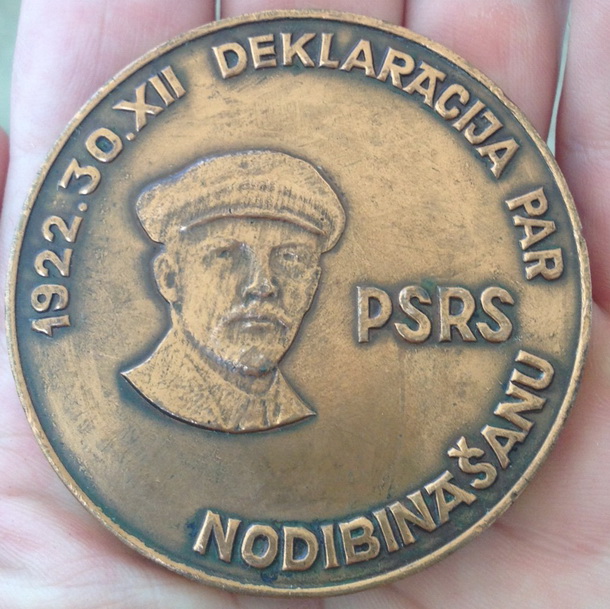 1922.30.XII DEKLARĀCIJA PAR
PSRS
NODIBINĀŠANU